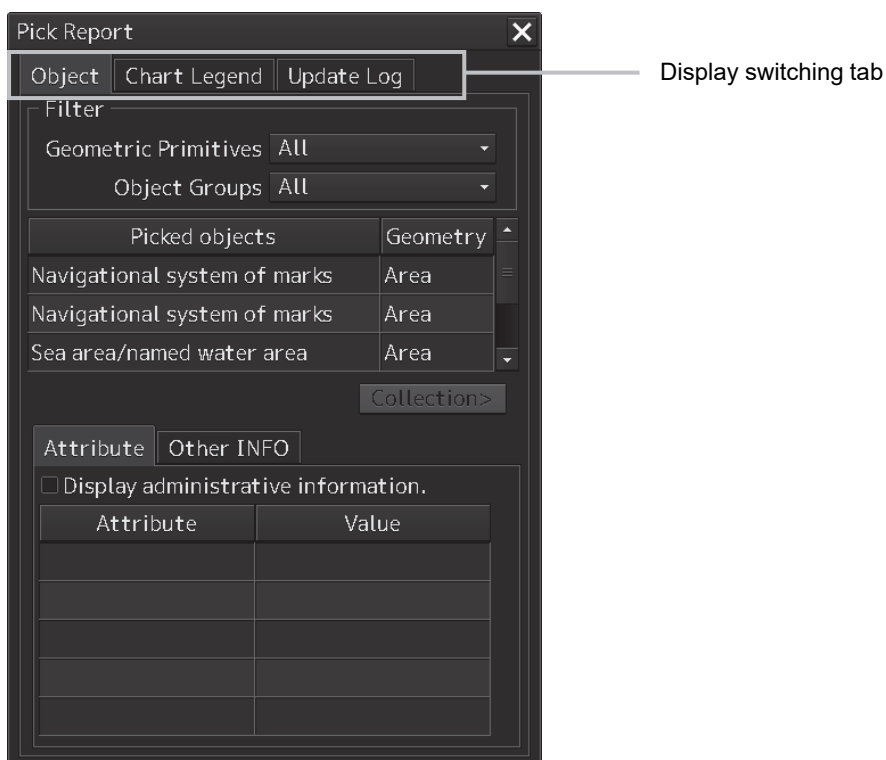 Pick Report
Object Chart Legend Update Log
Display switching tab
Filter
Geometric Primitives All
Object Groups All
Picked objects Geometry
Navigational system of marks Area
Navigational system of marks Area
Sea area/named water area Area
Collection>
Attribute Other INFO
Display administrative information.
Attribute Value